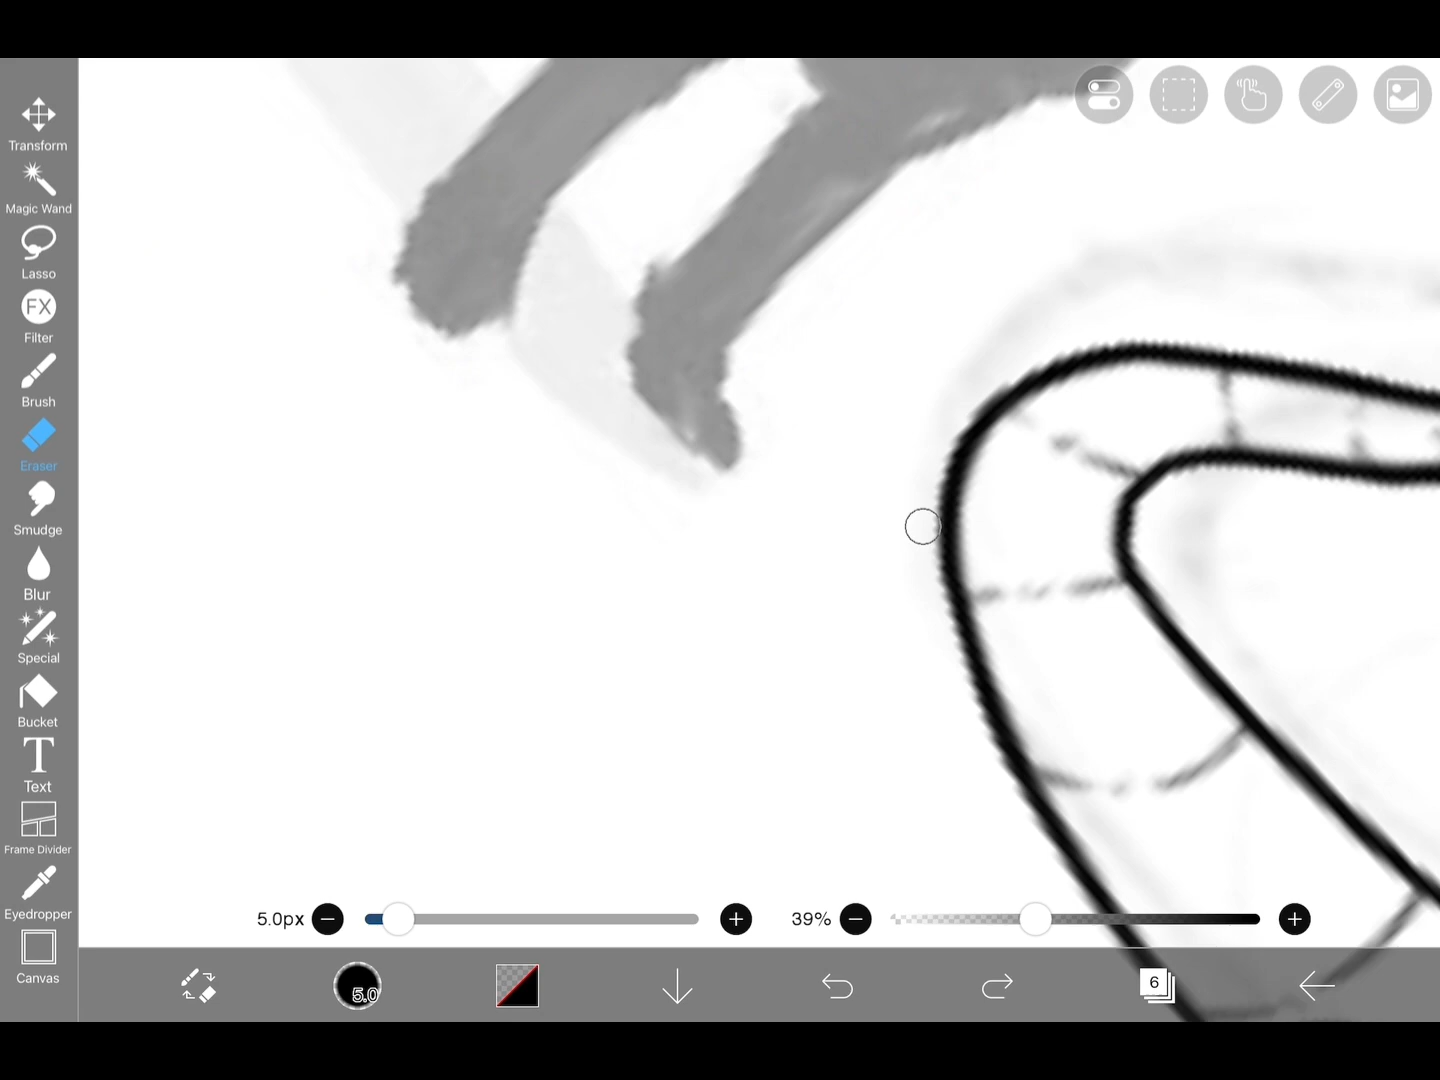 Transform
Magic Wand
Lasso
FX
Filter
Brush
Eraser
Smudge
Blur
Special
Bucket
T
Text
Frame Divider
Eyedropper
Canvas
5.0px
39%
5.0
6